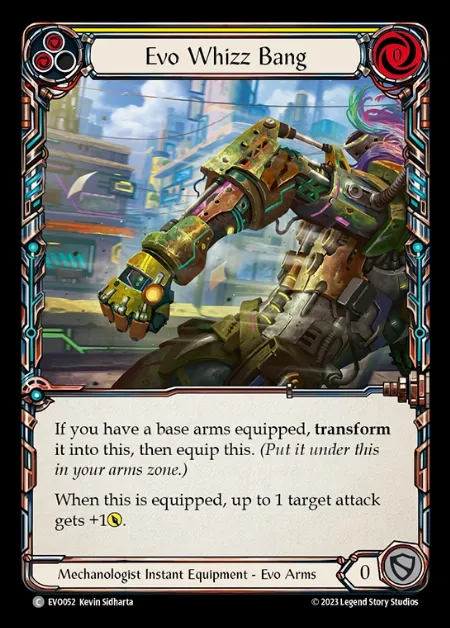 Evo Whizz Bang
0
If you have a base arms equipped, transform
it into this, then equip this. (Put it under this
in your arms zone.)
When this is equipped, up to 1 target attack
gets +1.
Mechanologist Instant Equipment - Evo Arms
0
C EVO052 Kevin Sidharta
© 2023 Legend Story Studios